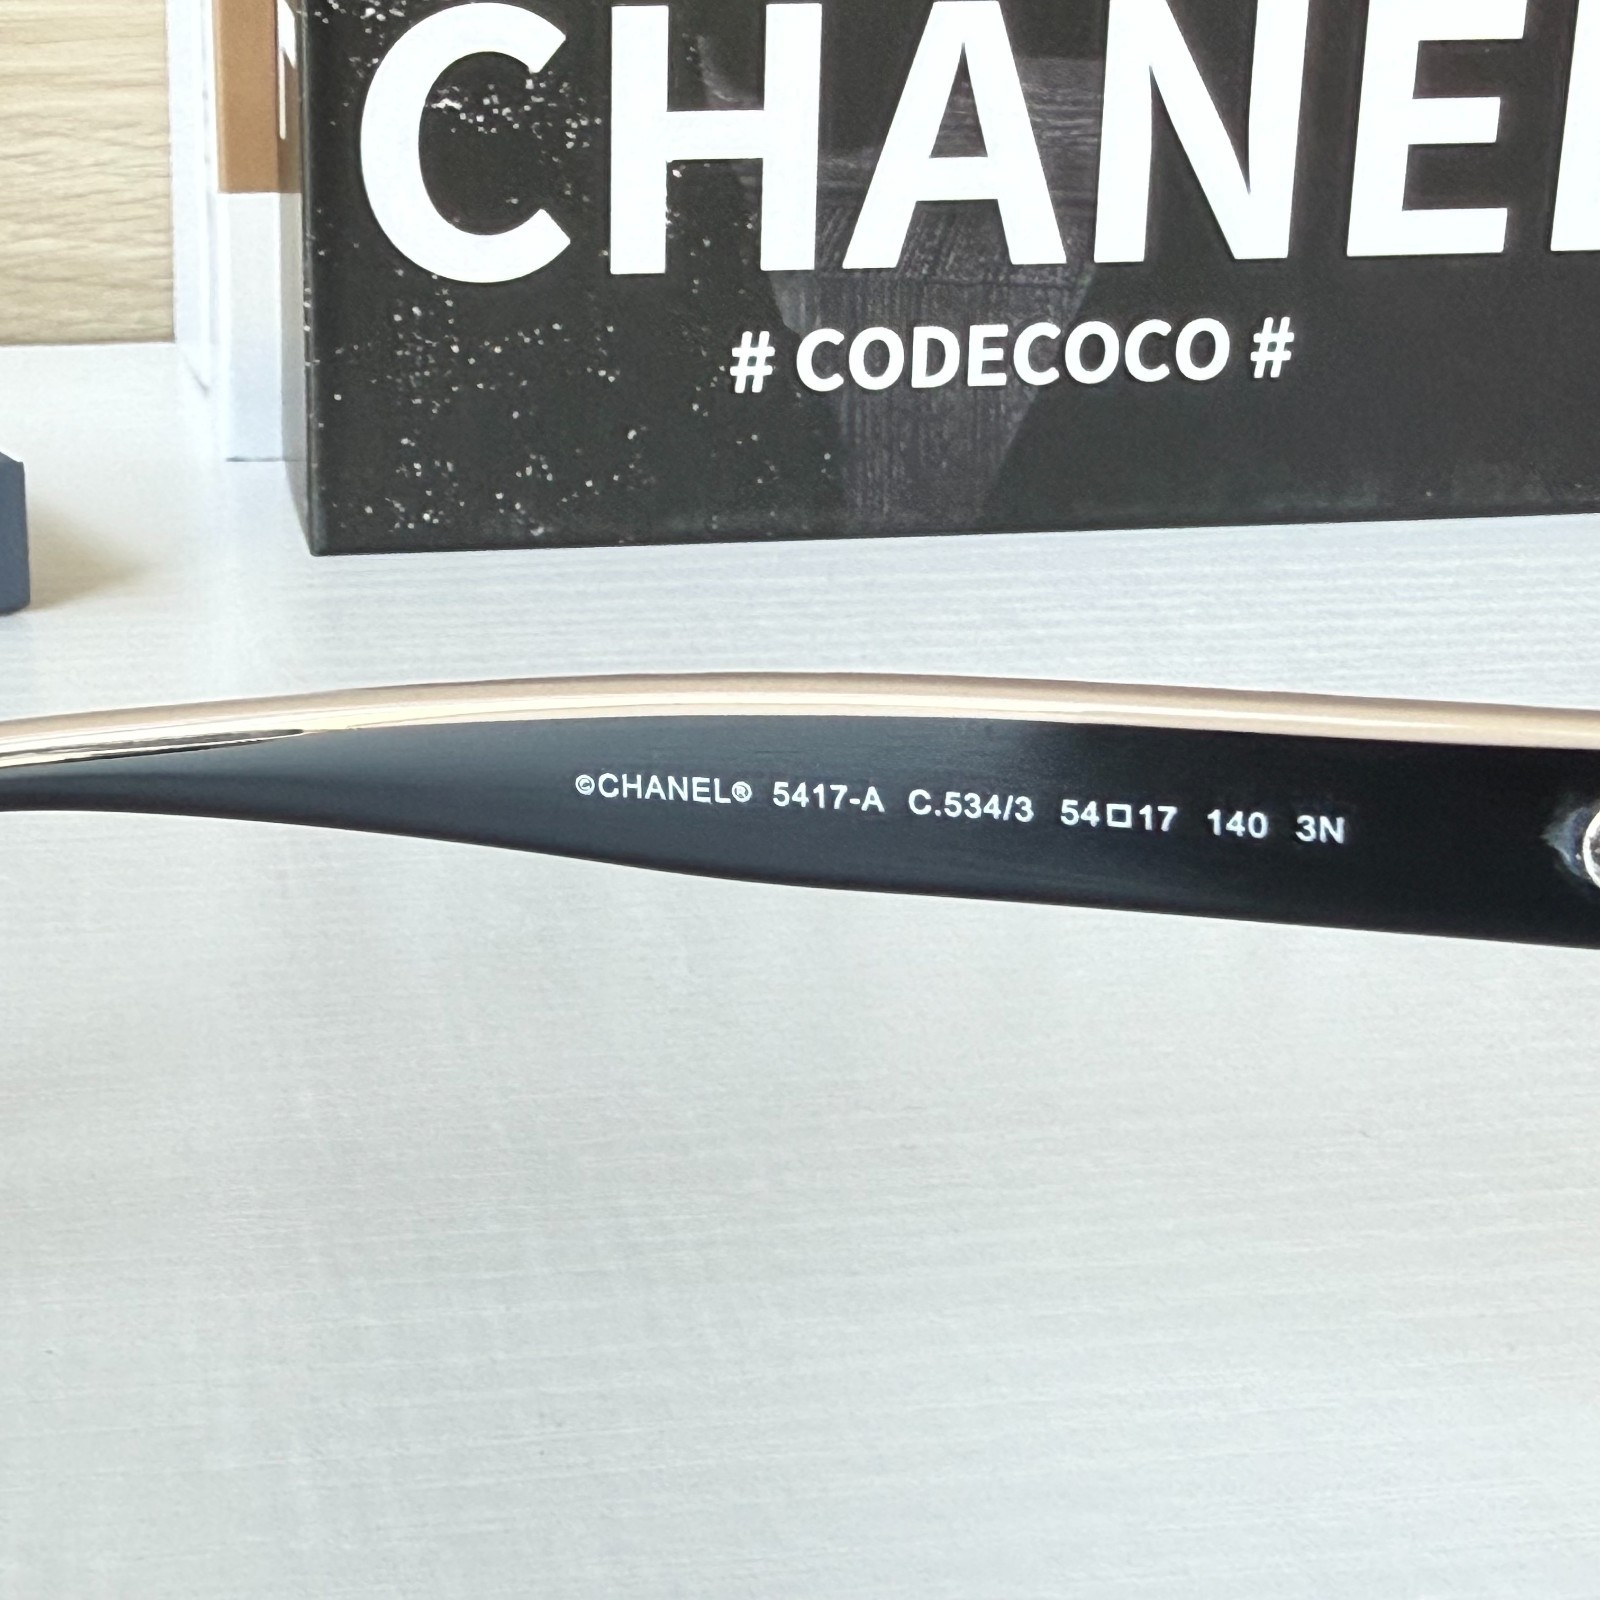 CHANEL
# CODECOCO #
©CHANEL® 5417-A C.534/3 54□17 140 3N